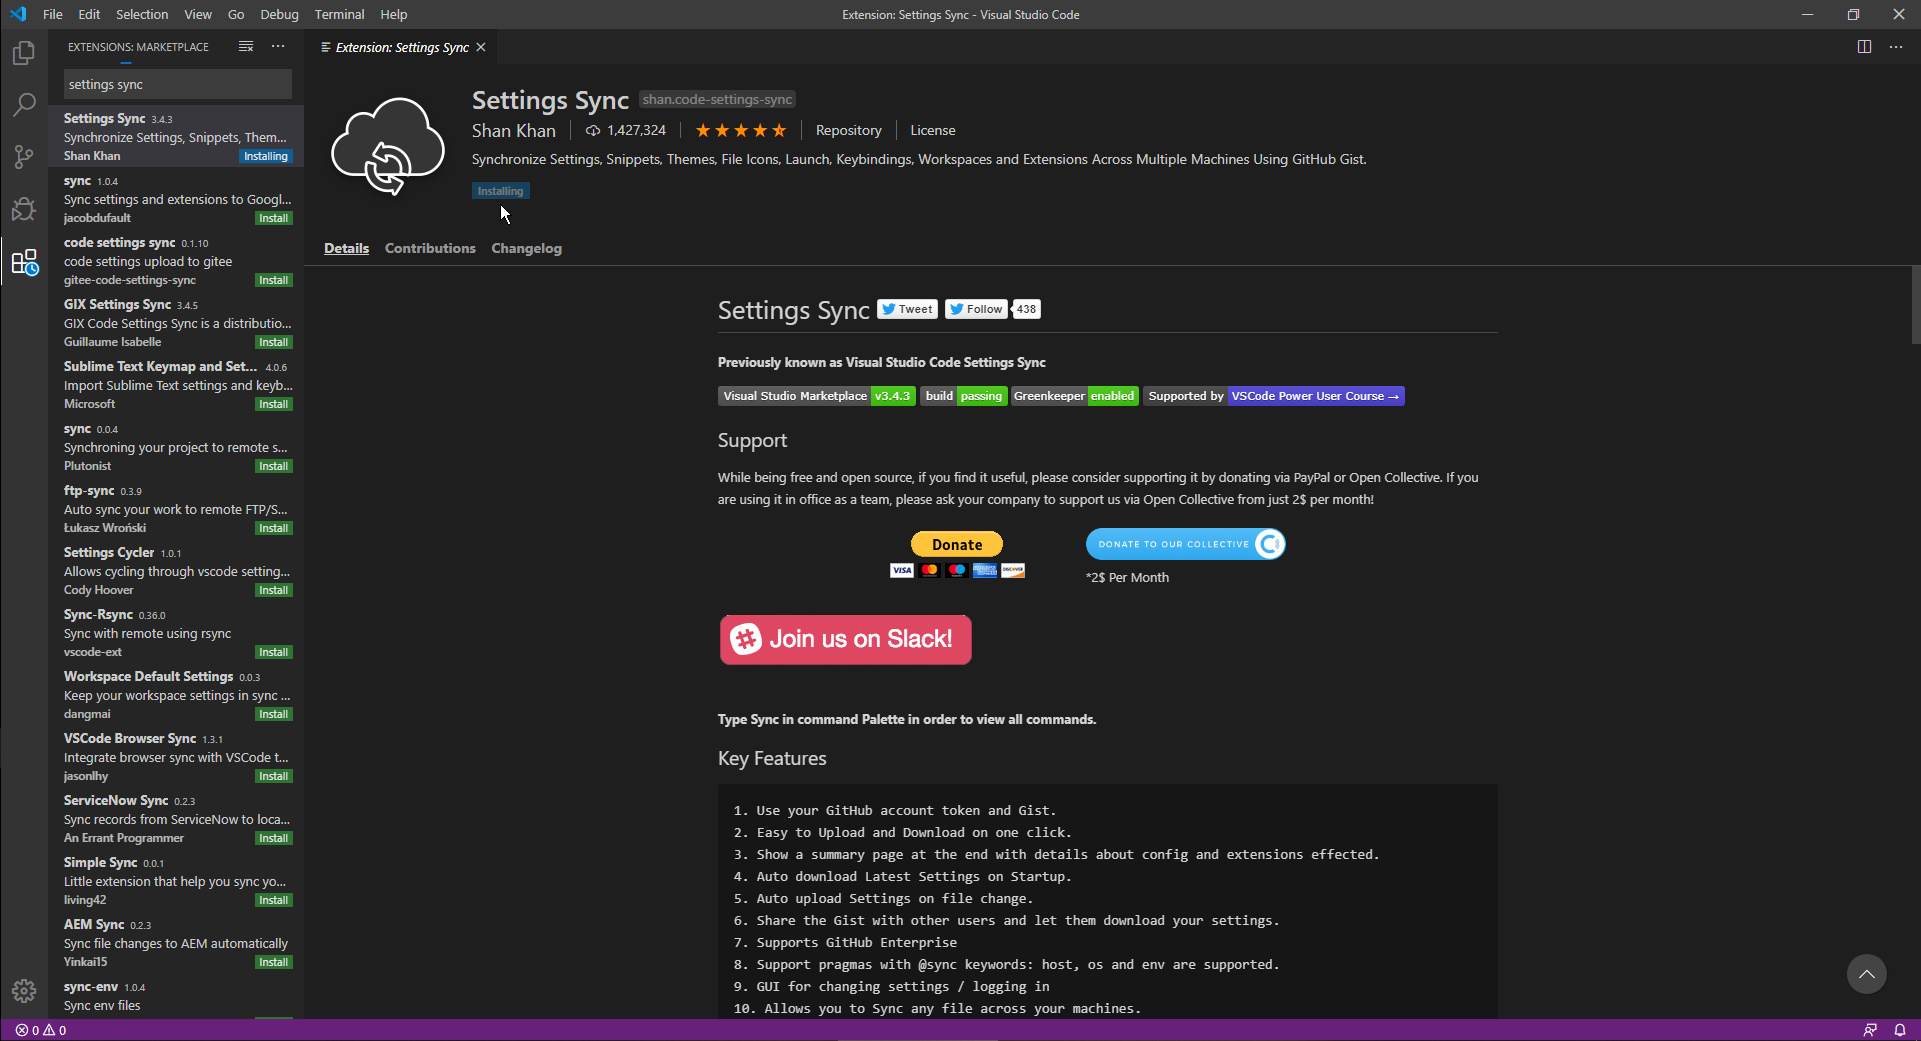 File Edit Selection View Go Debug Terminal Help
Extension: Settings Sync - Visual Studio Code
EXTENSIONS: MARKETPLACE
settings sync
Settings Sync 3.4.3
Synchronize Settings, Snippets, Them...
Shan Khan Installing
sync 1.0.4
Sync settings and extensions to Googl...
jacobdufault Install
code settings sync 0.1.10
code settings upload to gitee
gitee-code-settings-sync Install
GIX Settings Sync 3.4.5
GIX Code Settings Sync is a distributio...
Guillaume Isabelle Install
Sublime Text Keymap and Set... 4.0.6
Import Sublime Text settings and keyb...
Microsoft Install
sync 0.0.4
Synchroning your project to remote s...
Plutonist Install
ftp-sync 0.3.9
Auto sync your work to remote FTP/S...
Łukasz Wroński Install
Settings Cycler 1.0.1
Allows cycling through vscode setting...
Cody Hoover Install
Sync-Rsync 0.36.0
Sync with remote using rsync
vscode-ext Install
Workspace Default Settings 0.0.3
Keep your workspace settings in sync ...
dangmai Install
VSCode Browser Sync 1.3.1
Integrate browser sync with VSCode t...
jasonlhy Install
ServiceNow Sync 0.2.3
Sync records from ServiceNow to loca...
An Errant Programmer Install
Simple Sync 0.0.1
Little extension that help you sync yo...
living42 Install
AEM Sync 0.2.3
Sync file changes to AEM automatically
Yinkai15 Install
sync-env 1.0.4
Sync env files
Extension: Settings Sync
Settings Sync shan.code-settings-sync
Shan Khan 1,427,324 Repository License
Synchronize Settings, Snippets, Themes, File Icons, Launch, Keybindings, Workspaces and Extensions Across Multiple Machines Using GitHub Gist.
Installing
Details Contributions Changelog
Settings Sync Tweet Follow 438
Previously known as Visual Studio Code Settings Sync
Visual Studio Marketplace v3.4.3 build passing Greenkeeper enabled Supported by VSCode Power User Course →
Support
While being free and open source, if you find it useful, please consider supporting it by donating via PayPal or Open Collective. If you
are using it in office as a team, please ask your company to support us via Open Collective from just 2$ per month!
Donate
VISA DISCOVER
DONATE TO OUR COLLECTIVE
*2$ Per Month
Join us on Slack!
Type Sync in command Palette in order to view all commands.
Key Features
1. Use your GitHub account token and Gist.
2. Easy to Upload and Download on one click.
3. Show a summary page at the end with details about config and extensions effected.
4. Auto download Latest Settings on Startup.
5. Auto upload Settings on file change.
6. Share the Gist with other users and let them download your settings.
7. Supports GitHub Enterprise
8. Support pragmas with @sync keywords: host, os and env are supported.
9. GUI for changing settings / logging in
10. Allows you to Sync any file across your machines.
0 0